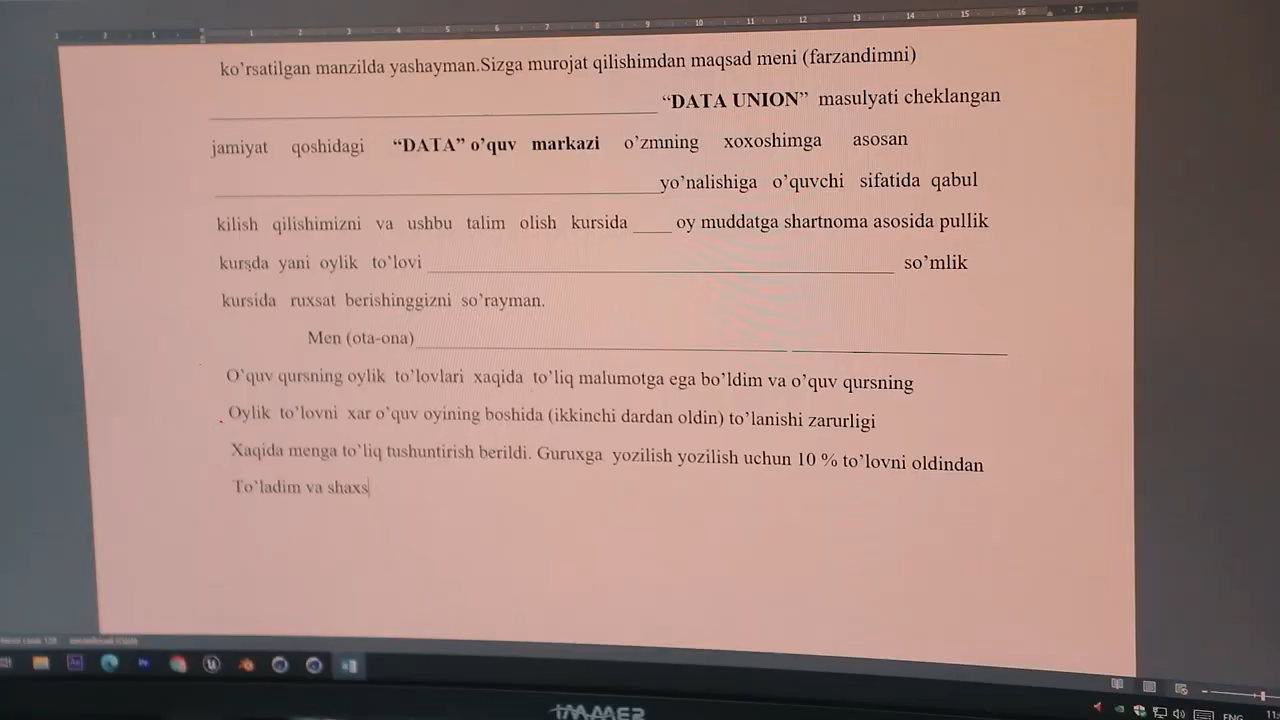 ko’rsatilgan manzilda yashayman.Sizga murojat qilishimdan maqsad meni (farzandimni)
“DATA UNION” masulyati cheklangan
jamiyat qoshidagi “DATA” o’quv markazi o’zmning xoxoshimga asosan
yo’nalishiga o’quvchi sifatida qabul
kilish qilishimizni va ushbu talim olish kursida ____ oy muddatga shartnoma asosida pullik
kursda yani oylik to’lovi ____ so’mlik
kursida ruxsat berishinggizni so’rayman.
Men (ota-ona)
O’quv qursning oylik to’lovlari xaqida to’liq malumotga ega bo’ldim va o’quv qursning
Oylik to’lovni xar o’quv oyining boshida (ikkinchi dardan oldin) to’lanishi zarurligi
Xaqida menga to’liq tushuntirish berildi. Guruxga yozilish yozilish uchun 10 % to’lovni oldindan
To’ladim va shaxs
ENG
IMMER